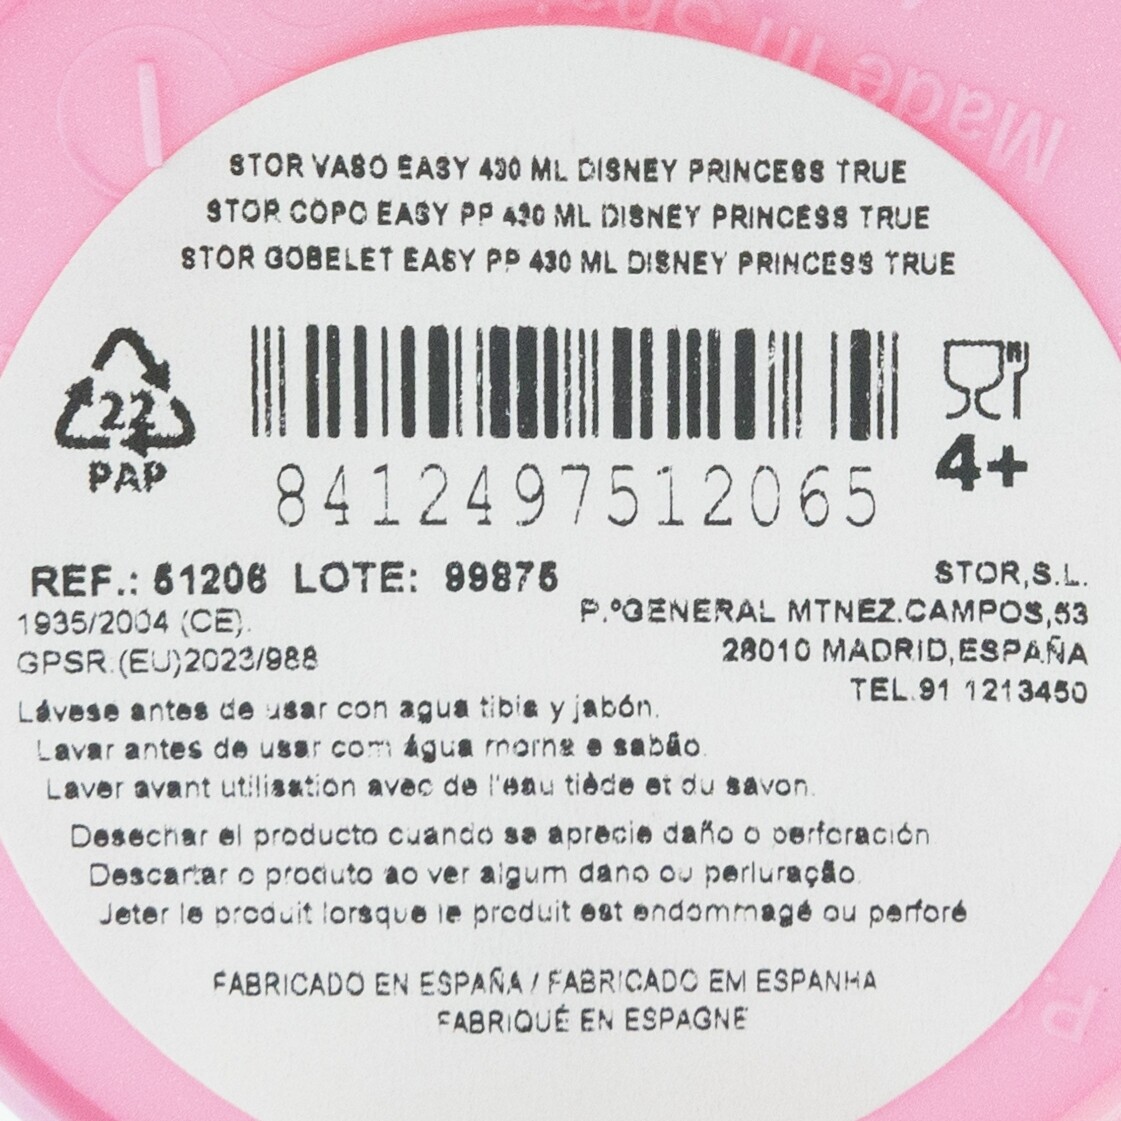 STOR VASO EASY 430 ML DISNEY PRINCESS TRUE
STOR COPO EASY PP 430 ML DISNEY PRINCESS TRUE
STOR GOBELET EASY PP 430 ML DISNEY PRINCESS TRUE
22
PAP
8412497512065
4+
REF.: 51206 LOTE: 99875
1935/2004 (CE).
GPSR.(EU)2023/988
STOR,S.L.
P.ºGENERAL MTNEZ.CAMPOS,53
28010 MADRID,ESPAÑA
TEL.91 1213450
Lávese antes de usar con agua tibia y jabón.
Lavar antes de usar com água morna e sabão.
Laver avant utilisation avec de l'eau tiède et du savon.
Desechar el producto cuando se aprecie daño o perforación
Descartar o produto ao ver algum dano ou perfuração.
Jeter le produit lorsque le produit est endommagé ou perforé
FABRICADO EN ESPAÑA / FABRICADO EM ESPANHA
FABRIQUÉ EN ESPAGNE
Made in